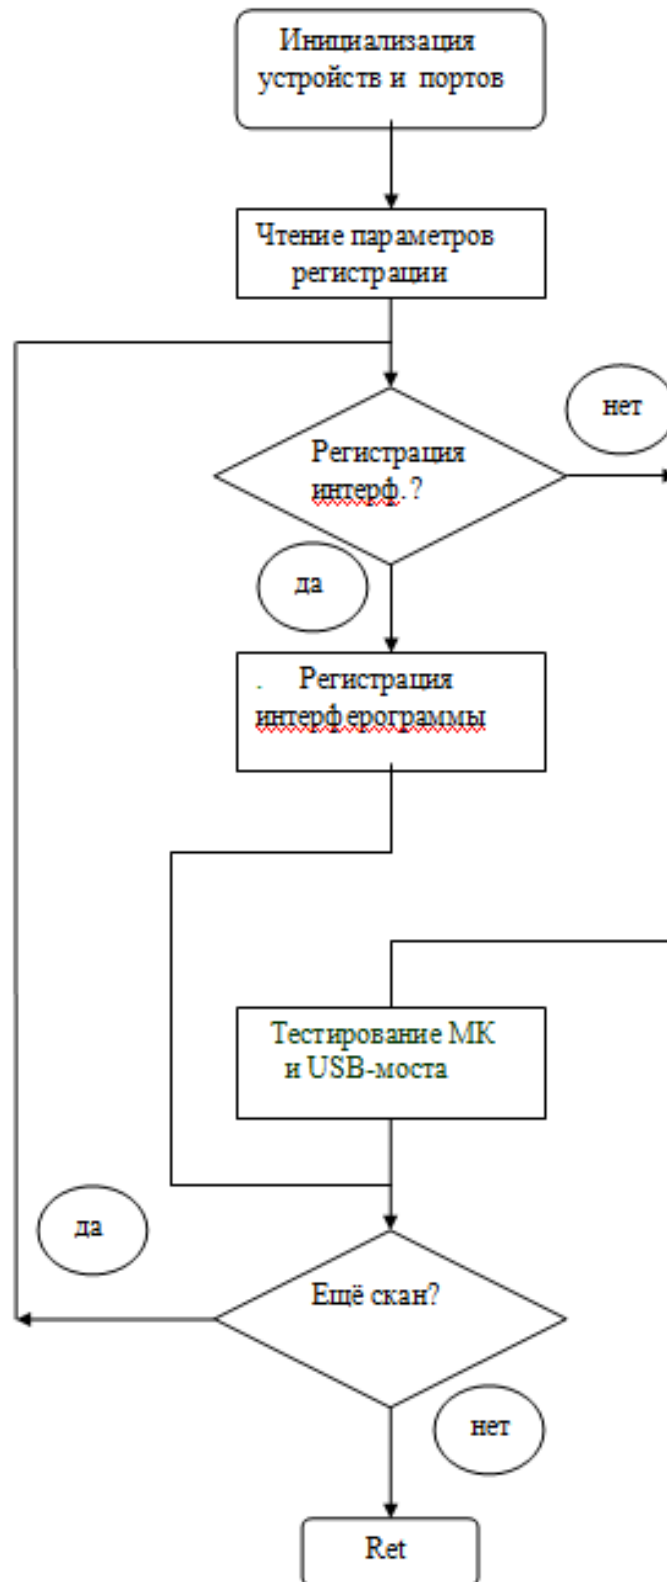 Инициализация
устройств и портов
Чтение параметров
регистрации
нет
Регистрация
интерф.?
да
. Регистрация
интерферограммы
Тестирование МК
и USB-моста
да
Ещё скан?
нет
Ret